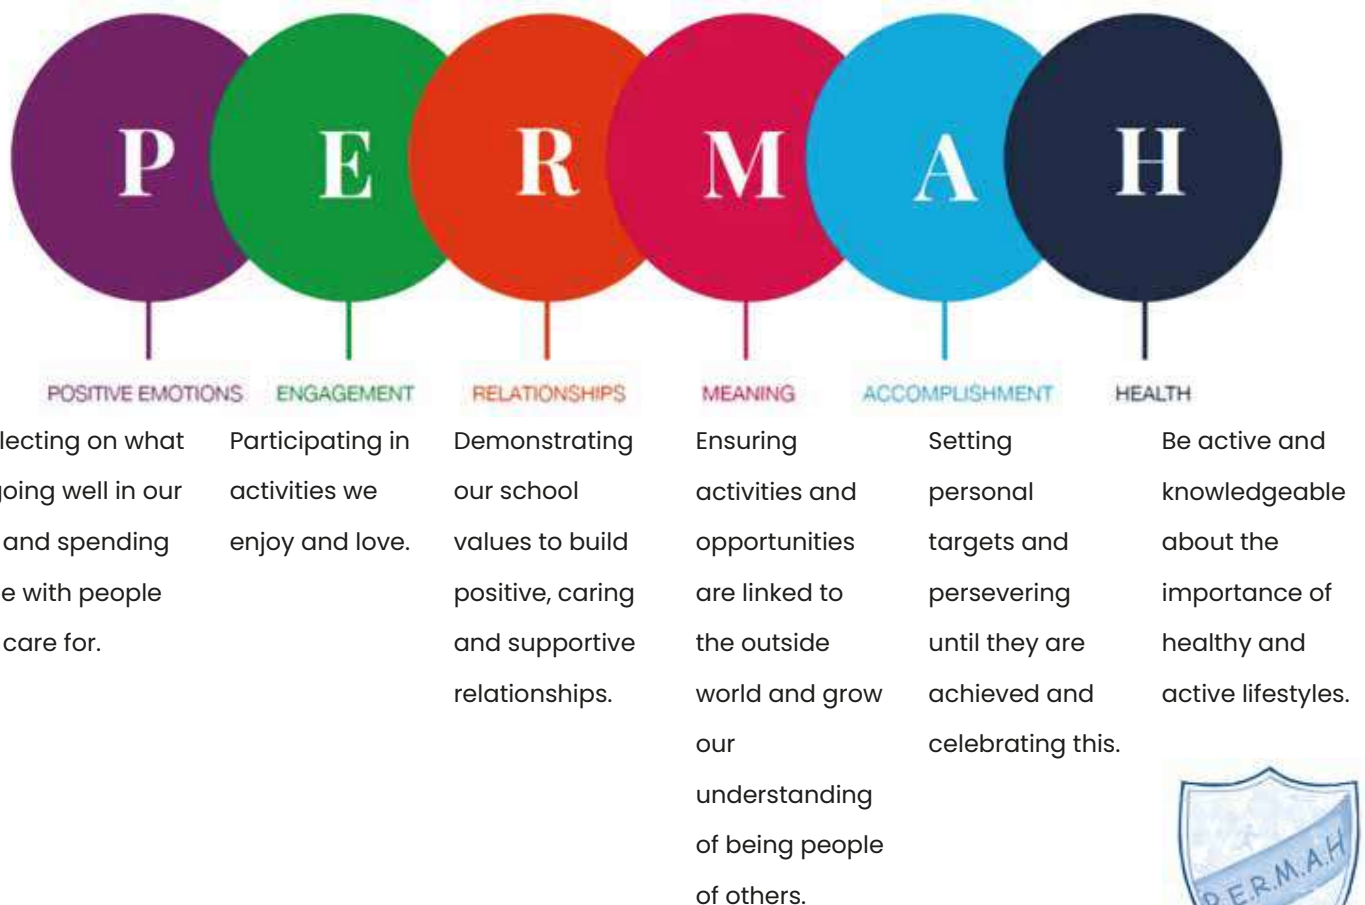 P
E
R
M
A
H
POSITIVE EMOTIONS
lecting on what
going well in our
and spending
e with people
care for.
ENGAGEMENT
Participating in
activities we
enjoy and love.
RELATIONSHIPS
Demonstrating
our school
values to build
positive, caring
and supportive
relationships.
MEANING
Ensuring
activities and
opportunities
are linked to
the outside
world and grow
our
understanding
of being people
of others.
ACCOMPLISHMENT
Setting
personal
targets and
persevering
until they are
achieved and
celebrating this.
HEALTH
Be active and
knowledgeable
about the
importance of
healthy and
active lifestyles.
P.E.R.M.A.H